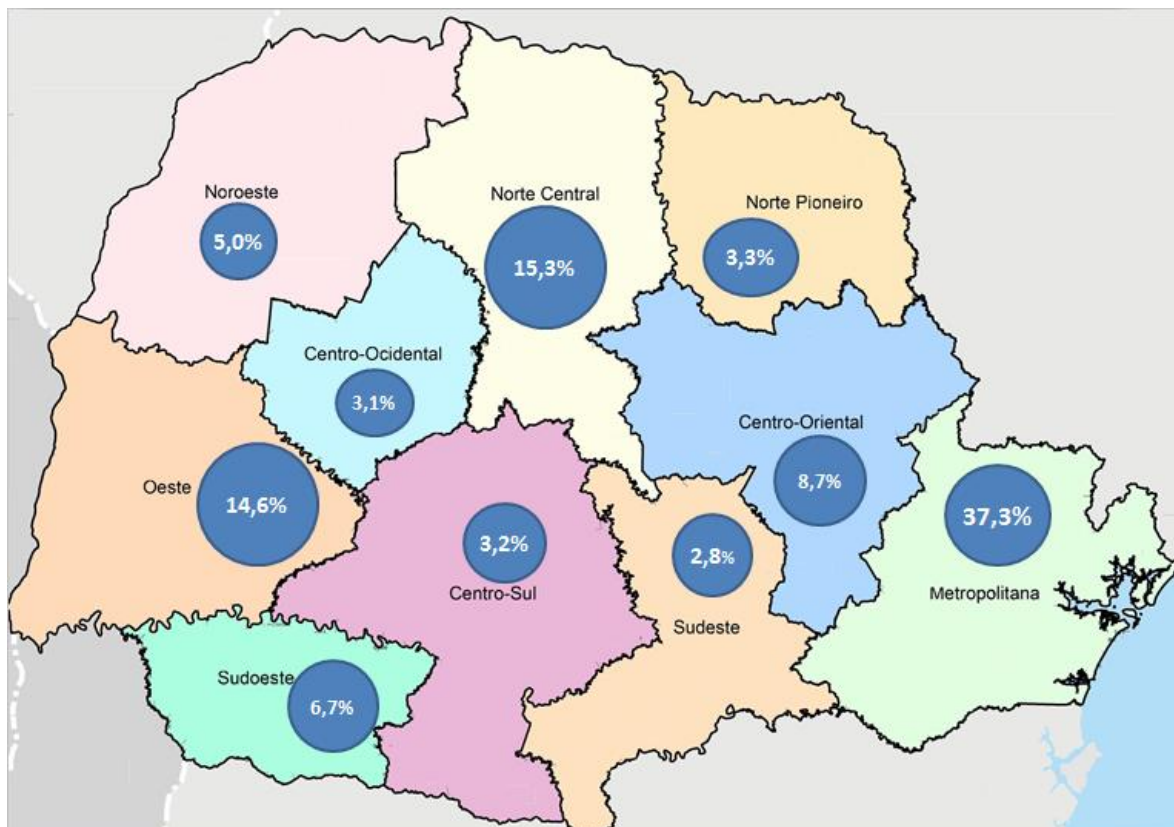 Noroeste
5,0%
Norte Central
15,3%
Norte Pioneiro
3,3%
Centro-Ocidental
3,1%
Centro-Oriental
8,7%
Oeste
14,6%
3,2%
Centro-Sul
2,8%
Sudeste
37,3%
Metropolitana
Sudoeste
6,7%